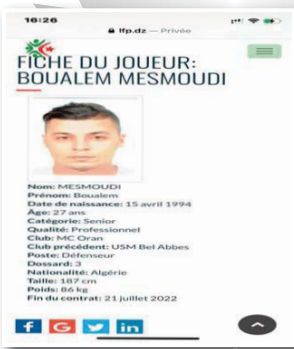 16:26
lfp.dz — Privée
FICHE DU JOUEUR:
BOUALEM MESMOUDI
Nom: MESMOUDI
Prénom: Boualem
Date de naissance: 15 avril 1994
Âge: 27 ans
Catégorie: Senior
Qualité: Professionnel
Club: MC Oran
Club précédent: USM Bel Abbes
Poste: Défenseur
Dossard: 3
Nationalité: Algérie
Taille: 187 cm
Poids: 86 kg
Fin du contrat: 21 juillet 2022
f G in